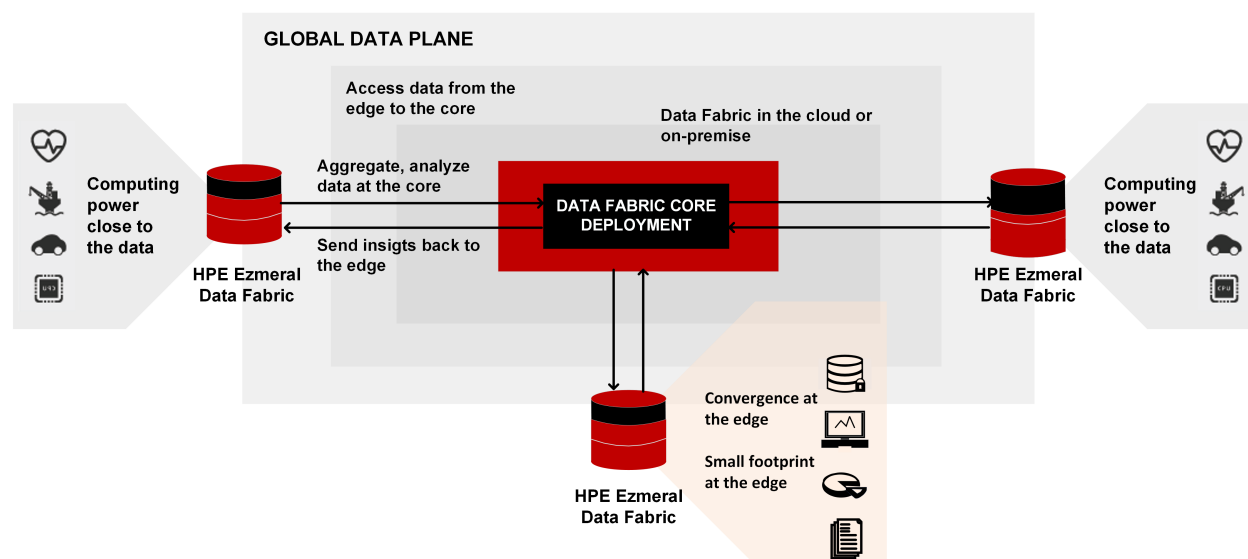 GLOBAL DATA PLANE
Access data from the
edge to the core
Data Fabric in the cloud or
on-premise
Aggregate, analyze
data at the core
Send insigts back to
the edge
DATA FABRIC CORE
DEPLOYMENT
Computing
power
close to
the data
UPC
HPE Ezmeral
Data Fabric
Computing
power
close to
the data
CPU
HPE Ezmeral
Data Fabric
Convergence at
the edge
Small footprint
at the edge
HPE Ezmeral
Data Fabric